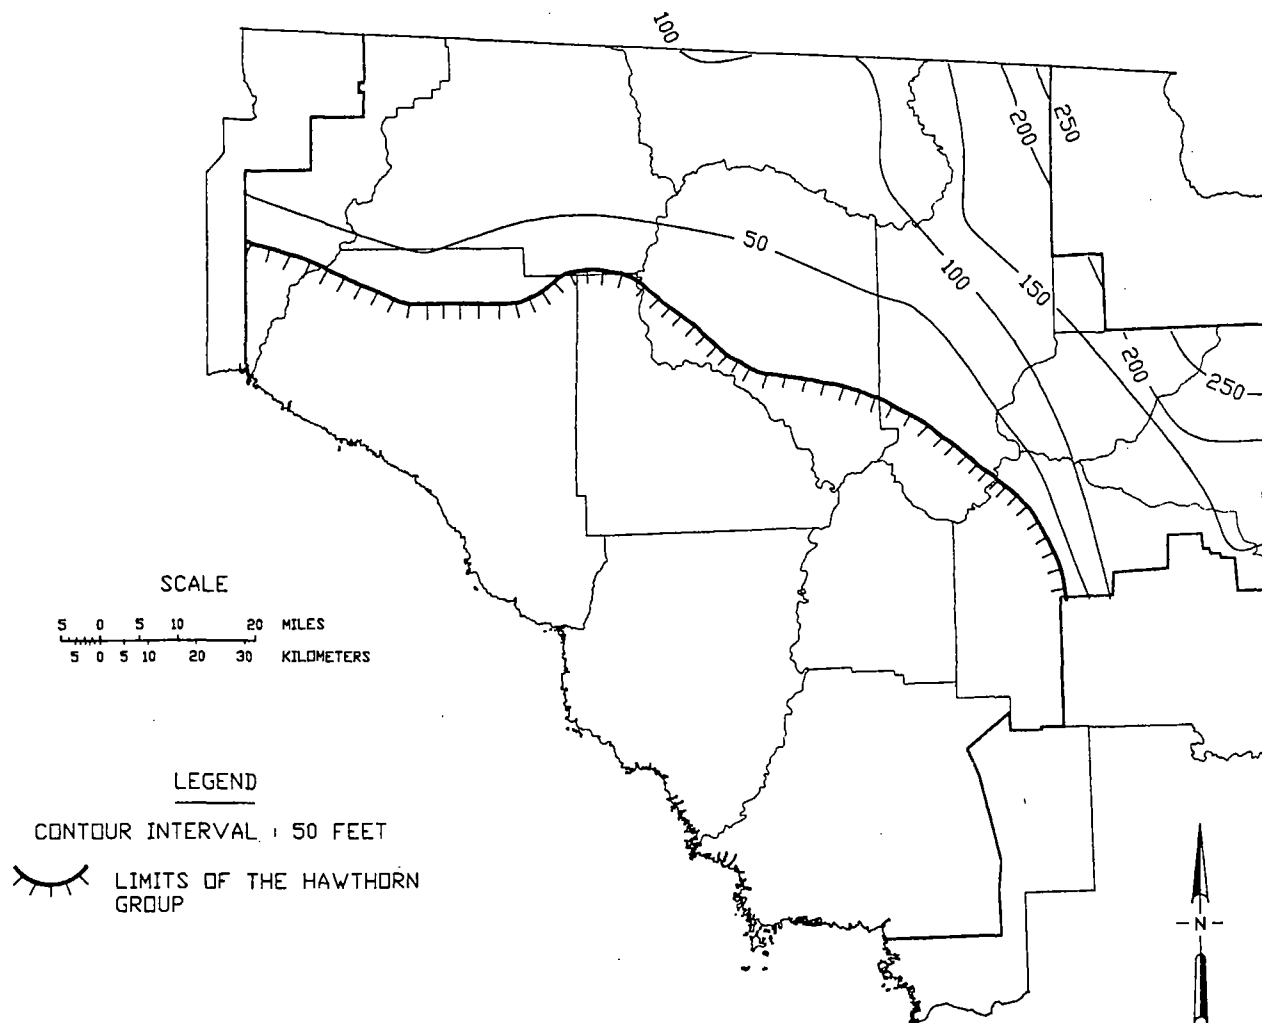 100
250
200
50
100
150
200
250
SCALE
5 0 5 10 20 MILES
5 0 5 10 20 30 KILOMETERS
LEGEND
CONTOUR INTERVAL : 50 FEET
LIMITS OF THE HAWTHORN
GROUP
N